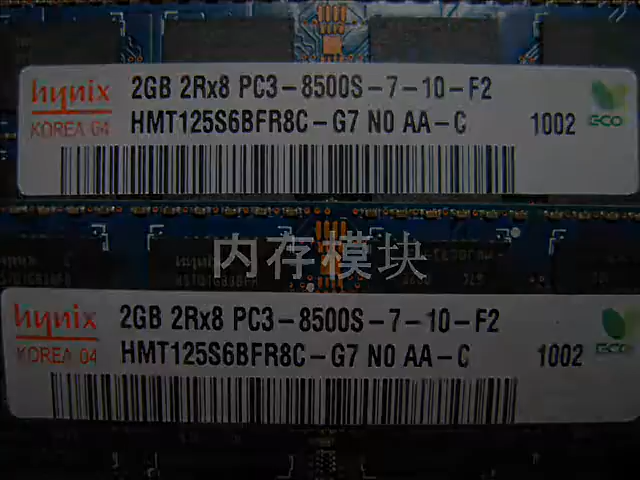 hynix
KOREA 04
2GB 2Rx8 PC3-8500S-7-10-F2
HMT125S6BFR8C-G7 N0 AA-C
1002
ECO
内存模块
hynix
KOREA 04
2GB 2Rx8 PC3-8500S-7-10-F2
HMT125S6BFR8C-G7 N0 AA-C
1002
ECO